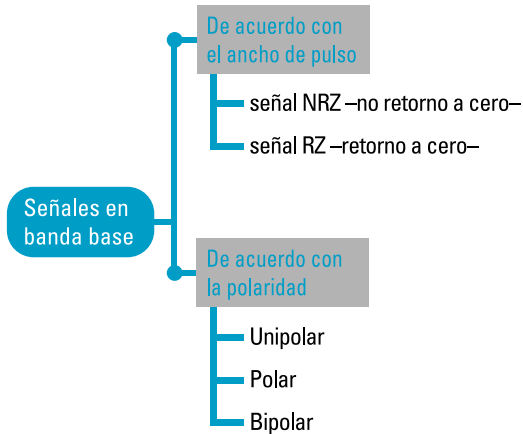 Señales en
banda base
De acuerdo con
el ancho de pulso
señal NRZ –no retorno a cero–
señal RZ –retorno a cero–
De acuerdo con
la polaridad
Unipolar
Polar
Bipolar